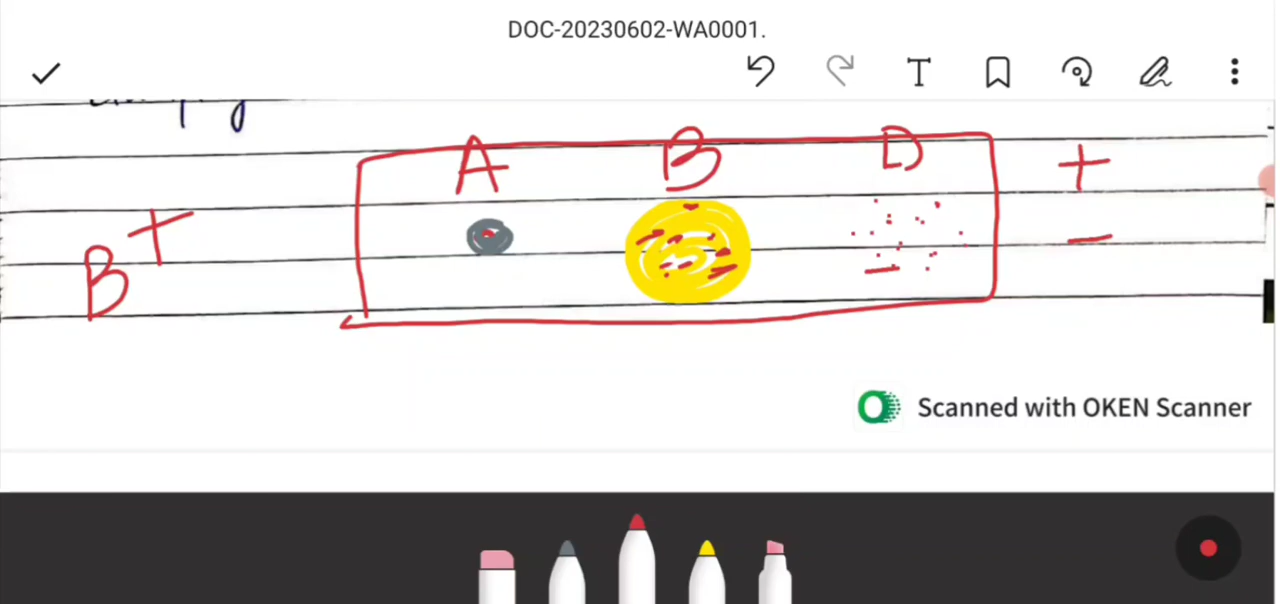 DOC-20230602-WA0001.
T
A B D +
B+ −
Scanned with OKEN Scanner